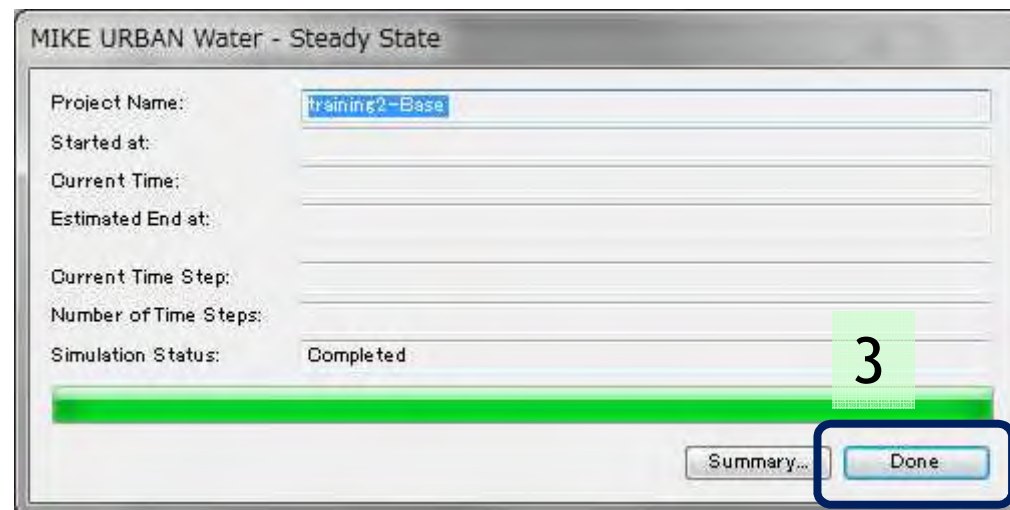 MIKE URBAN Water - Steady State
Project Name: training2-Base
Started at:
Current Time:
Estimated End at:
Current Time Step:
Number of Time Steps:
Simulation Status: Completed
3
Summary... Done